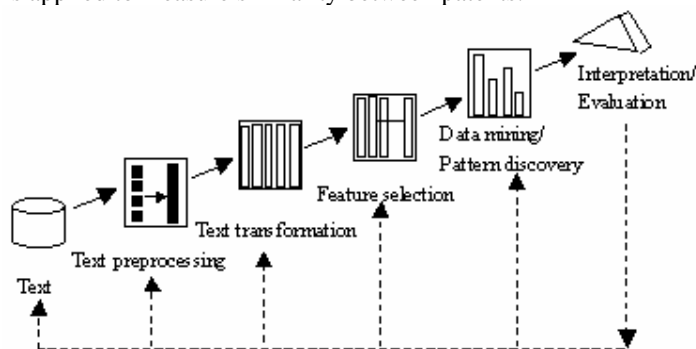 Interpretation/
Evaluation
Data mining/
Pattern discovery
Feature selection
Text transformation
Text preprocessing
Text